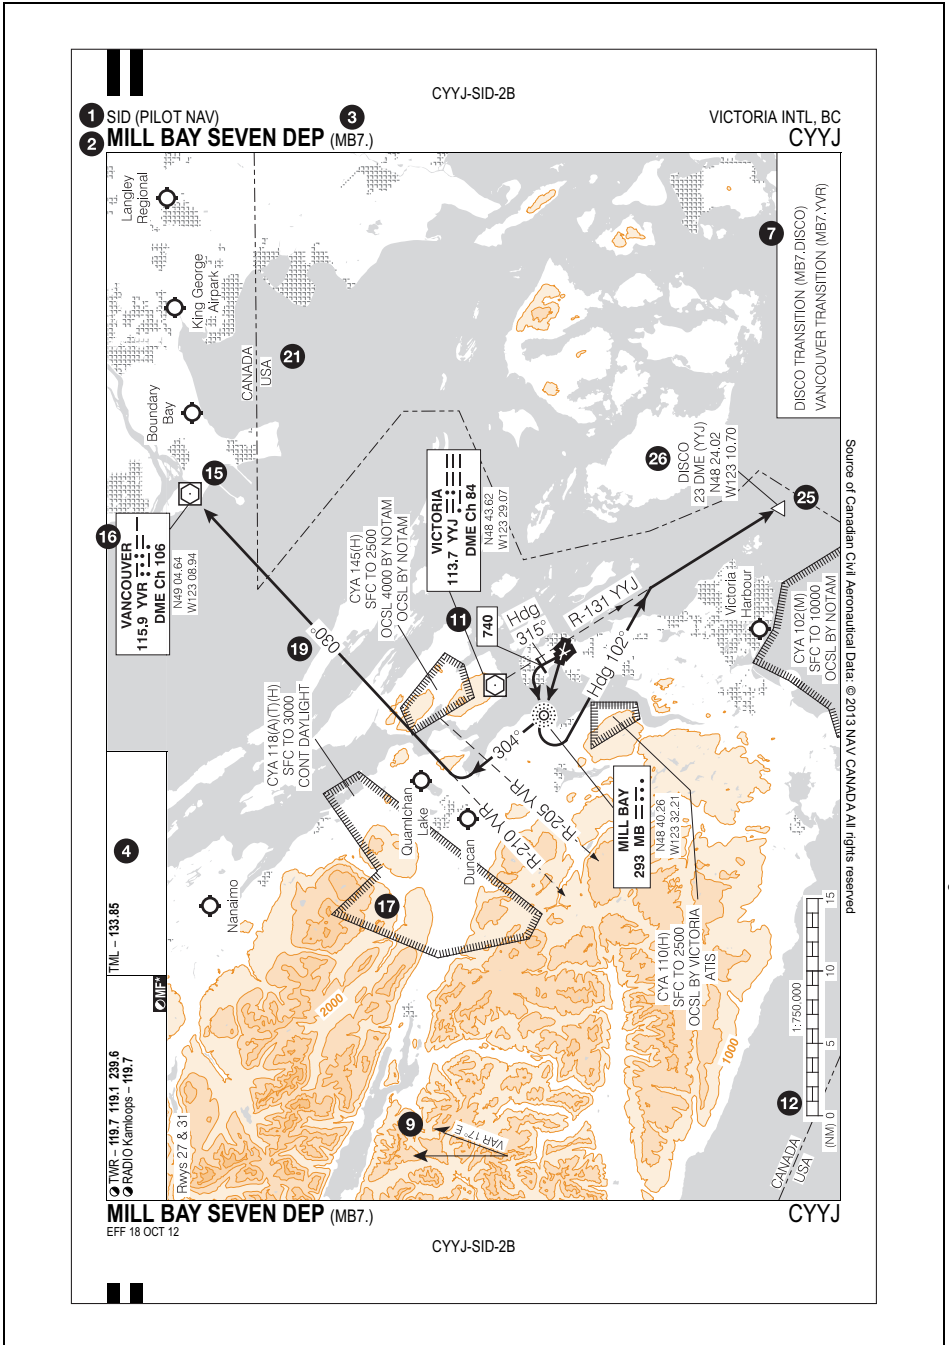 CYYJ-SID-2B
1 SID (PILOT NAV)
3
VICTORIA INTL, BC
2 MILL BAY SEVEN DEP (MB7.)
CYYJ
Langley
Regional
King George
Airpark
Boundary
Bay
CANADA
USA
21
7
DISCO TRANSITION (MB7.DISCO)
VANCOUVER TRANSITION (MB7.YVR)
15
16
VANCOUVER
115.9 YVR
DME Ch 106
N49 04.64
W123 08.94
19
030°
CYA 145(H)
SFC TO 2500
OCSL 4000 BY NOTAM
OCSL BY NOTAM
VICTORIA
113.7 YYJ
DME Ch 84
N48 43.62
W123 29.07
26
DISCO
23 DME (YYJ)
N48 24.02
W123 10.70
25
11
740
Hdg
315°
R-131 YYJ
Hdg 102°
Victoria
Harbour
CYA 102(M)
SFC TO 10000
OCSL BY NOTAM
CYA 118(A)(T)(H)
SFC TO 3000
CONT DAYLIGHT
304°
R-210 YVR
R-205 YVR
Quamichan
Lake
Duncan
Nanaimo
MILL BAY
293 MB
N48 40.26
W123 32.21
CYA 110(H)
SFC TO 2500
OCSL BY VICTORIA
ATIS
17
4
TML – 133.85
MF*
TWR – 119.7 119.1 239.6
RADIO Kamloops – 119.7
Rwys 27 & 31
2000
1000
9
VAR 17° E
12
1:750,000
(NM) 0 5 10 15
CANADA
USA
Source of Canadian Civil Aeronautical Data: © 2013 NAV CANADA All rights reserved
MILL BAY SEVEN DEP (MB7.)
CYYJ
EFF 18 OCT 12
CYYJ-SID-2B